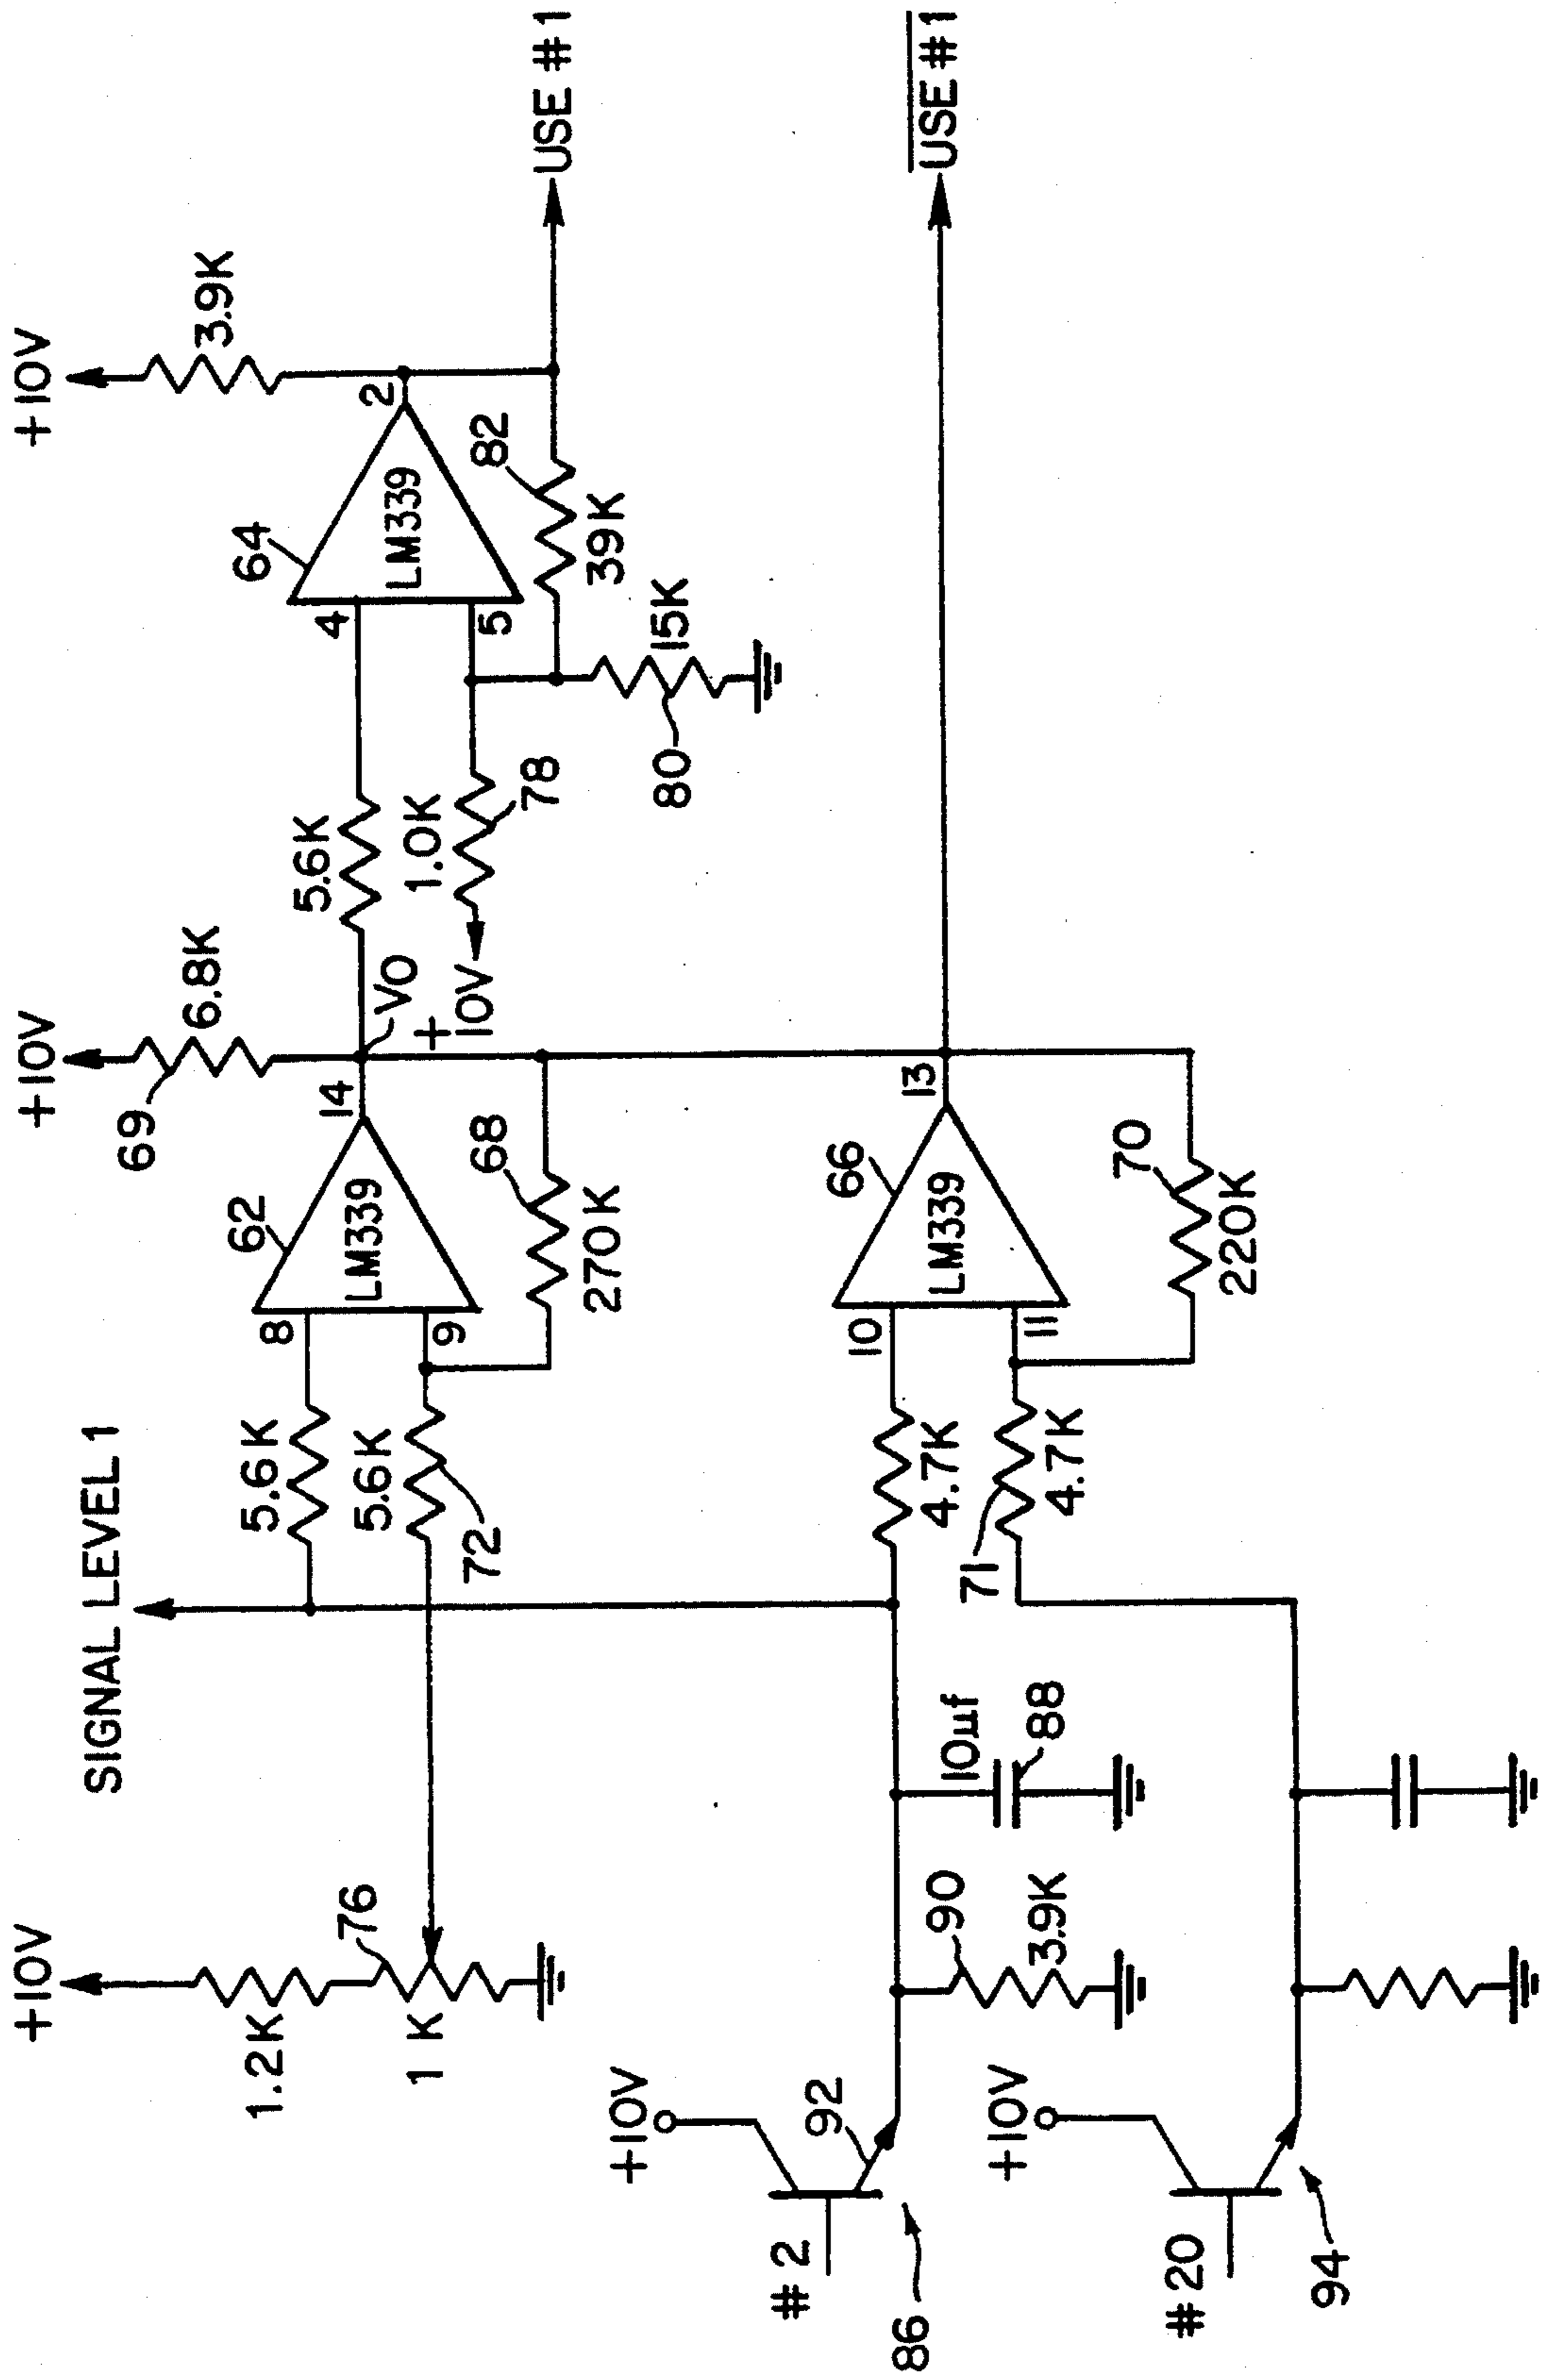 +10V
+10V
+10V
SIGNAL LEVEL 1
69
6.8K
3.9K
62
64
1.2K
76
5.6K
8
14
5.6K
4
2
LM339
LM339
1K
5.6K
9
VO
1.0K
5
82
72
68
+
10V
78
39K
USE #1
270K
80
15K
+10V
#2
92
86
90
3.9K
10µf
88
10
66
13
4.7K
LM339
USE #1
+10V
71
4.7K
11
70
220K
#20
94